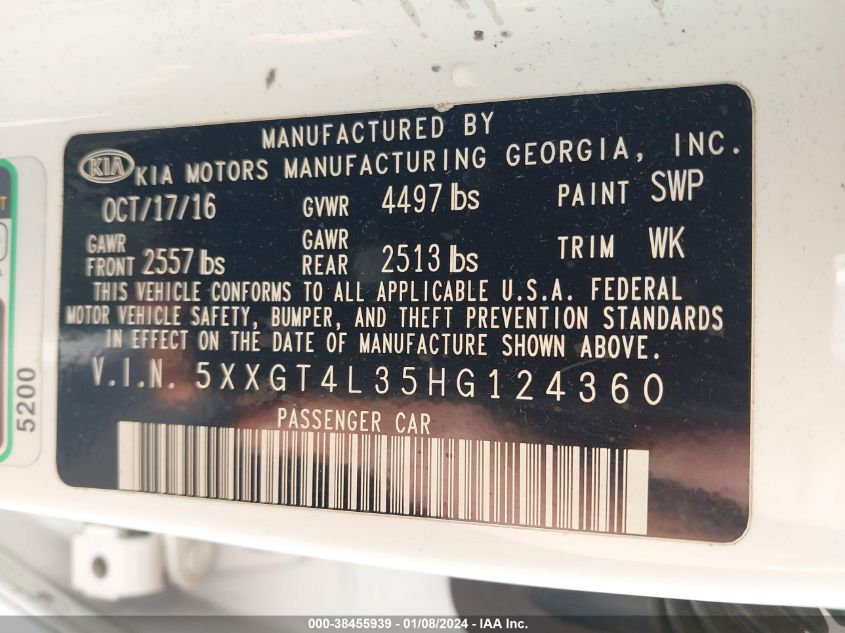 MANUFACTURED BY
KIA KIA MOTORS MANUFACTURING GEORGIA, INC.
OCT/17/16 GVWR 4497 lbs PAINT SWP
GAWR FRONT 2557 lbs GAWR REAR 2513 lbs TRIM WK
THIS VEHICLE CONFORMS TO ALL APPLICABLE U.S.A. FEDERAL
MOTOR VEHICLE SAFETY, BUMPER, AND THEFT PREVENTION STANDARDS
IN EFFECT ON THE DATE OF MANUFACTURE SHOWN ABOVE.
V.I.N. 5XXGT4L35HG124360
PASSENGER CAR
5200
000-38455939 - 01/08/2024 - IAA Inc.